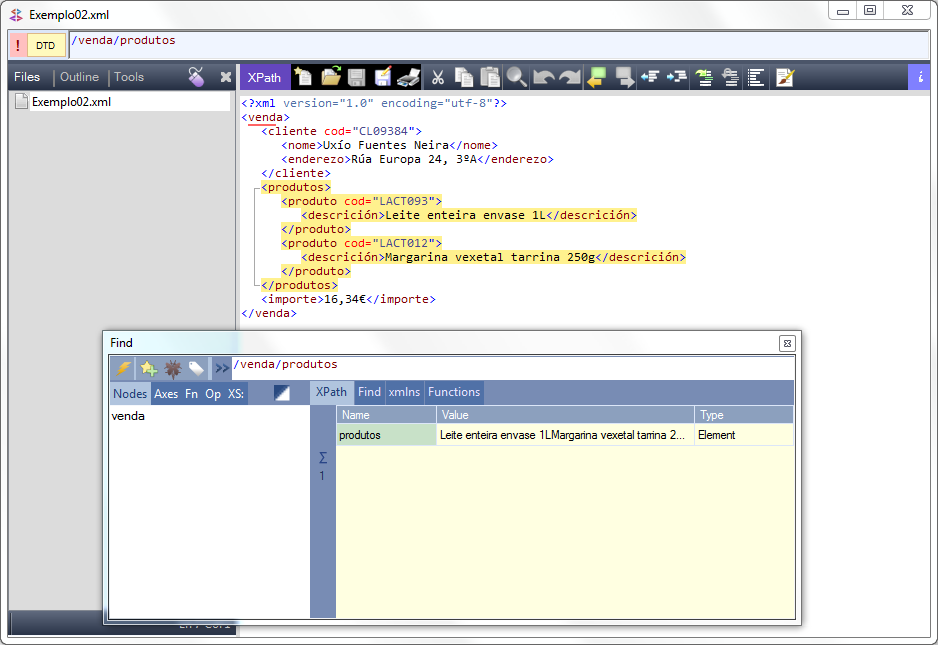 Exemplo02.xml
! DTD /venda/produtos
Files Outline Tools
XPath
i
Exemplo02.xml
<?xml version="1.0" encoding="utf-8"?>
<venda>
<cliente cod="CL09384">
<nome>Uxío Fuentes Neira</nome>
<enderezo>Rúa Europa 24, 3ºA</enderezo>
</cliente>
<produtos>
<produto cod="LACT093">
<descrición>Leite enteira envase 1L</descrición>
</produto>
<produto cod="LACT012">
<descrición>Margarina vexetal tarrina 250g</descrición>
</produto>
</produtos>
<importe>16,34€</importe>
</venda>
Find
>> /venda/produtos
Nodes Axes Fn Op XS:
XPath Find xmlns Functions
venda
Name Value Type
produtos Leite enteira envase 1LMargarina vexetal tarrina 2... Element
Σ
1